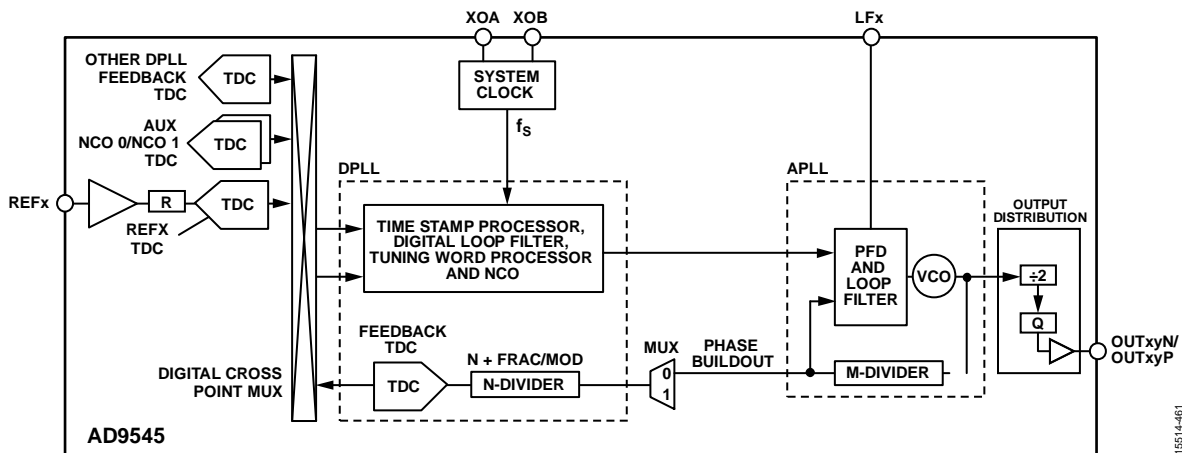 XOA
XOB
LFx
OTHER DPLL
FEEDBACK
TDC
TDC
SYSTEM
CLOCK
AUX
NCO 0/NCO 1
TDC
TDC
fS
DPLL
APLL
REFx
R
TDC
REFX
TDC
TIME STAMP PROCESSOR,
DIGITAL LOOP FILTER,
TUNING WORD PROCESSOR
AND NCO
PFD
AND
LOOP
FILTER
VCO
OUTPUT
DISTRIBUTION
÷2
Q
OUTxyN/
OUTxyP
FEEDBACK
TDC
TDC
N + FRAC/MOD
N-DIVIDER
MUX
0
1
PHASE
BUILDOUT
M-DIVIDER
DIGITAL CROSS
POINT MUX
AD9545
15514-461